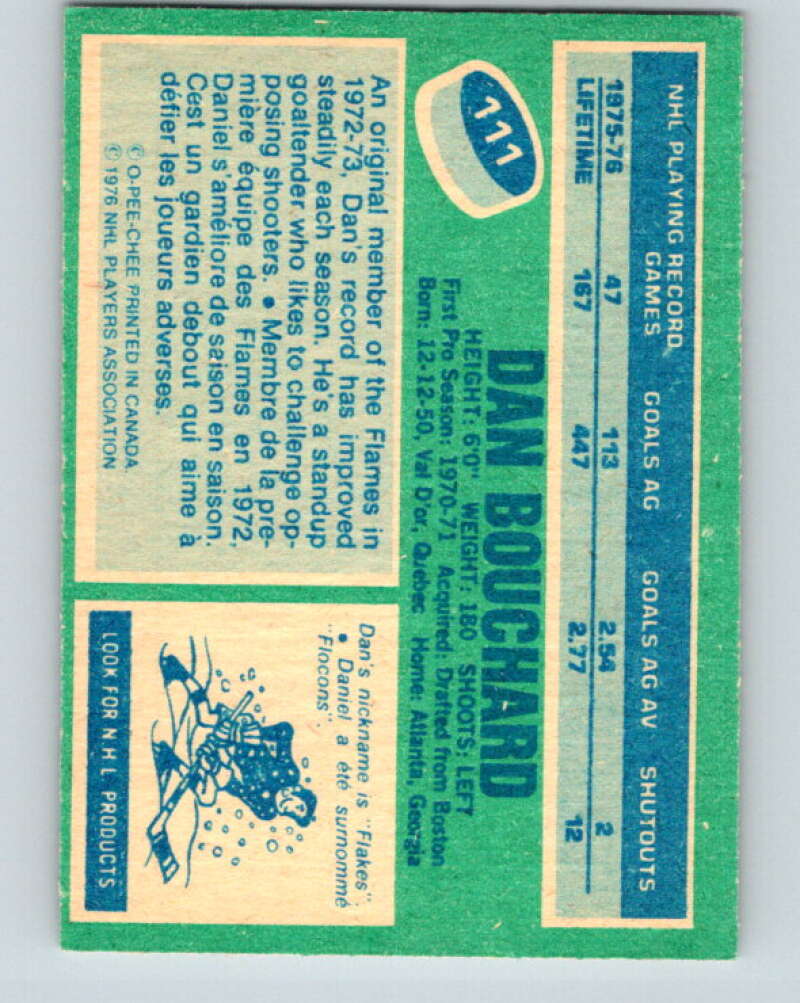 NHL PLAYING RECORD
GAMES GOALS AG GOALS AG AV SHUTOUTS
1975-76 47 113 2.54 2
LIFETIME 167 447 2.77 12
111
DAN BOUCHARD
HEIGHT: 6'0" WEIGHT: 180 SHOOTS: LEFT
First Pro Season: 1970-71 Acquired: Drafted from Boston
Born: 12-12-50, Val D'or, Quebec Home: Atlanta, Georgia
An original member of the Flames in
1972-73, Dan's record has improved
steadily each season. He's a standup
goaltender who likes to challenge op-
posing shooters. • Membre de la pre-
mière équipe des Flames en 1972,
Daniel s'améliore de saison en saison.
C'est un gardien debout qui aime à
défier les joueurs adverses.
© O-PEE-CHEE PRINTED IN CANADA.
© 1976 NHL PLAYERS ASSOCIATION
Dan's nickname is "Flakes".
• Daniel a été surnommé
"Flocons".
LOOK FOR NHL PRODUCTS